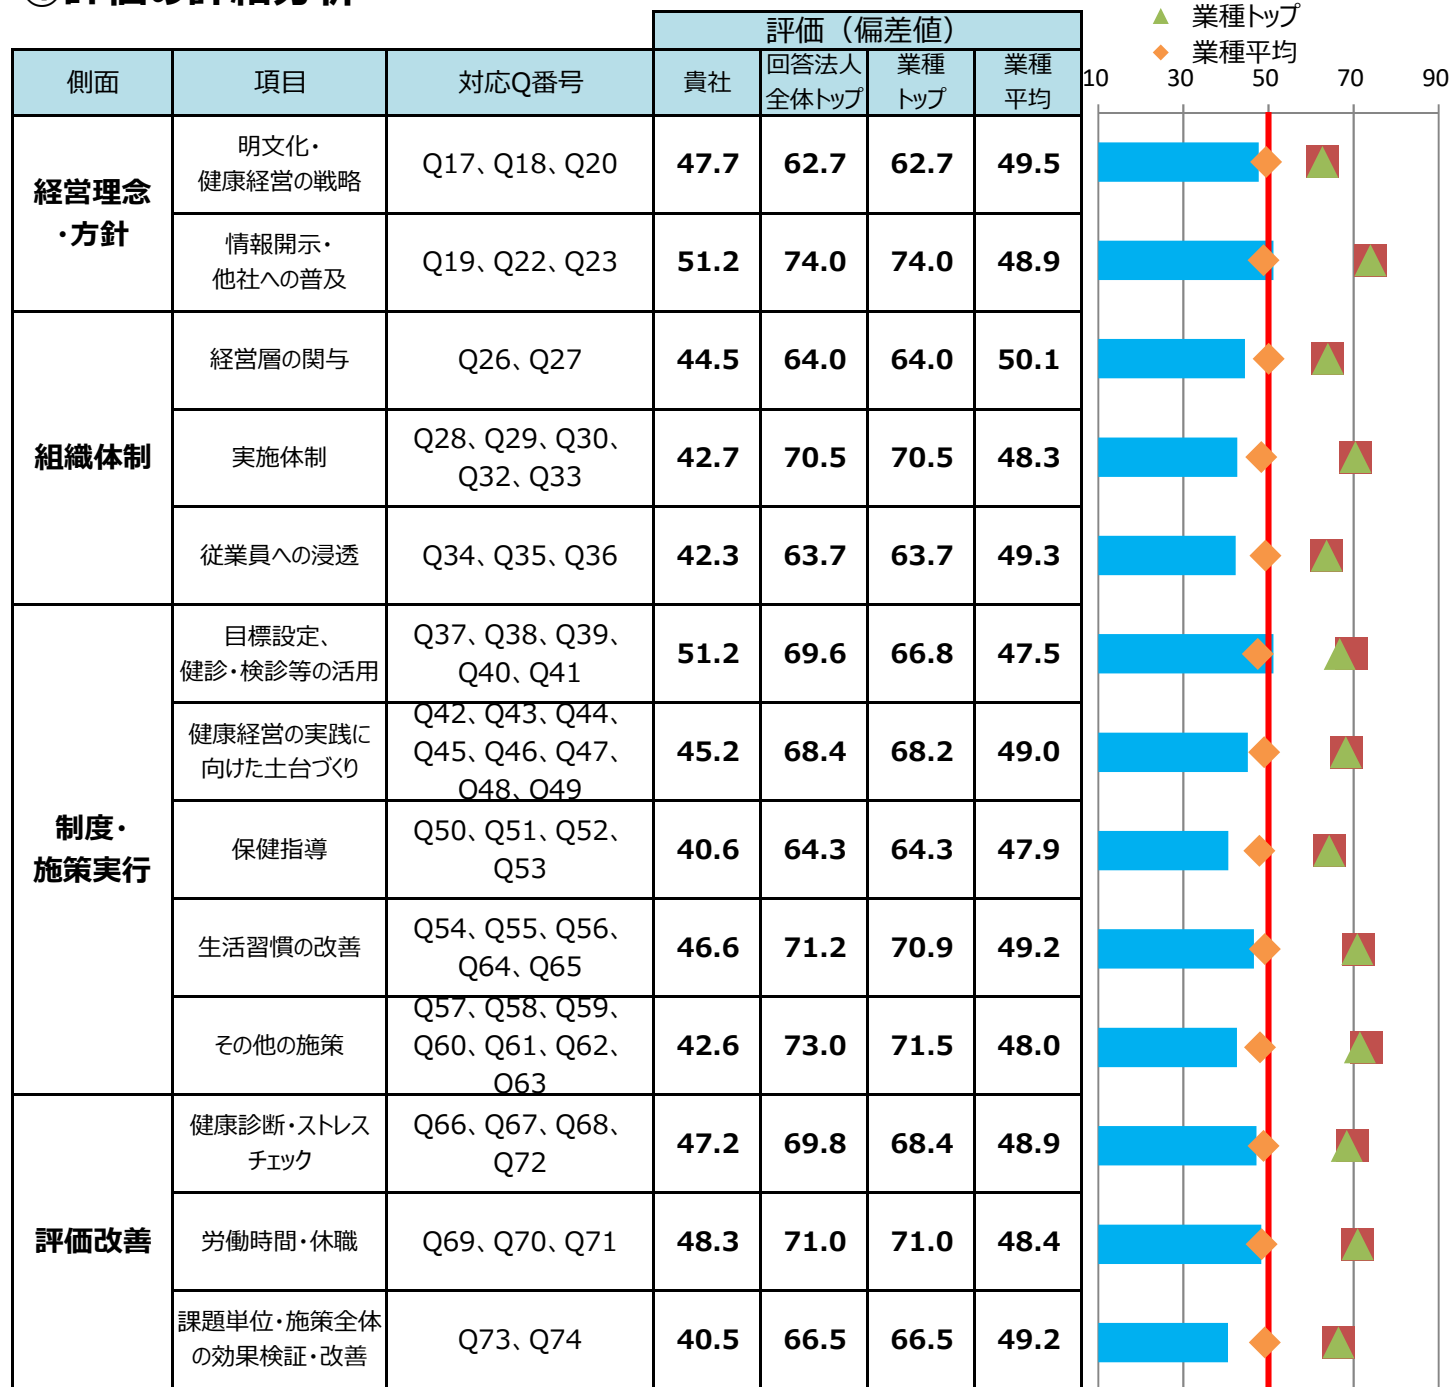 評価（偏差値）
▲ 業種トップ
◆ 業種平均
側面 項目 対応Q番号 貴社 回答法人 業種 業種
全体トップ トップ 平均
10 30 50 70 90
経営理念
・方針
明文化・
健康経営の戦略
Q17、Q18、Q20 47.7 62.7 62.7 49.5
情報開示・
他社への普及
Q19、Q22、Q23 51.2 74.0 74.0 48.9
組織体制
経営層の関与 Q26、Q27 44.5 64.0 64.0 50.1
実施体制
Q28、Q29、Q30、
Q32、Q33
42.7 70.5 70.5 48.3
従業員への浸透 Q34、Q35、Q36 42.3 63.7 63.7 49.3
制度・
施策実行
目標設定、
健診・検診等の活用
Q37、Q38、Q39、
Q40、Q41
51.2 69.6 66.8 47.5
健康経営の実践に
向けた土台づくり
Q42、Q43、Q44、
Q45、Q46、Q47、
Q48、Q49
45.2 68.4 68.2 49.0
保健指導
Q50、Q51、Q52、
Q53
40.6 64.3 64.3 47.9
生活習慣の改善
Q54、Q55、Q56、
Q64、Q65
46.6 71.2 70.9 49.2
その他の施策
Q57、Q58、Q59、
Q60、Q61、Q62、
Q63
42.6 73.0 71.5 48.0
評価改善
健康診断・ストレス
チェック
Q66、Q67、Q68、
Q72
47.2 69.8 68.4 48.9
労働時間・休職 Q69、Q70、Q71 48.3 71.0 71.0 48.4
課題単位・施策全体
の効果検証・改善
Q73、Q74 40.5 66.5 66.5 49.2